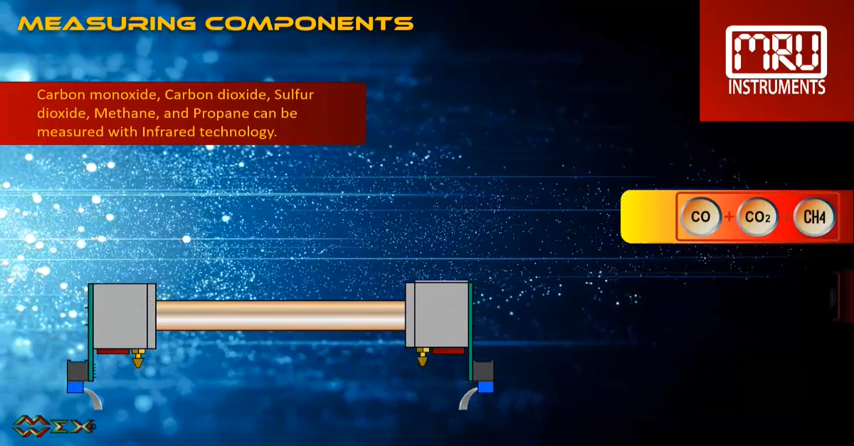 MEASURING COMPONENTS
MRU
INSTRUMENTS
Carbon monoxide, Carbon dioxide, Sulfur
dioxide, Methane, and Propane can be
measured with Infrared technology.
CO + CO₂ CH4